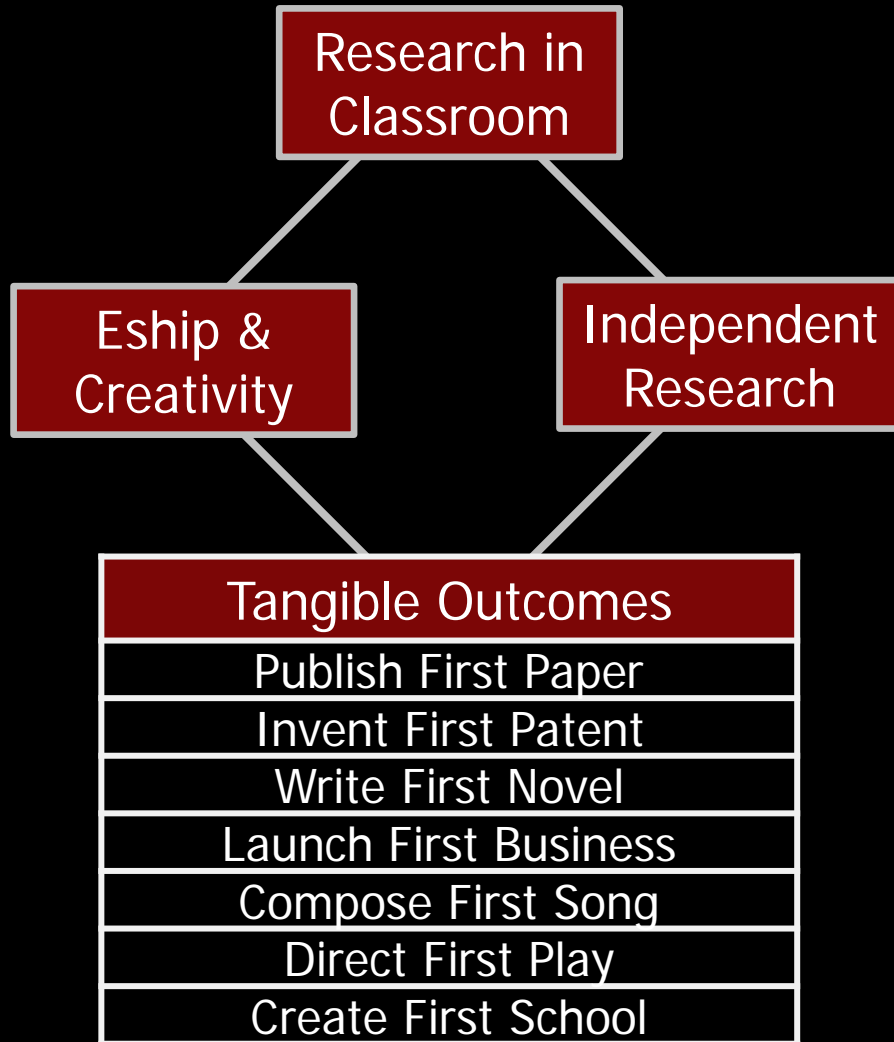 Research in
Classroom
Eship &
Creativity
Independent
Research
Tangible Outcomes
Publish First Paper
Invent First Patent
Write First Novel
Launch First Business
Compose First Song
Direct First Play
Create First School